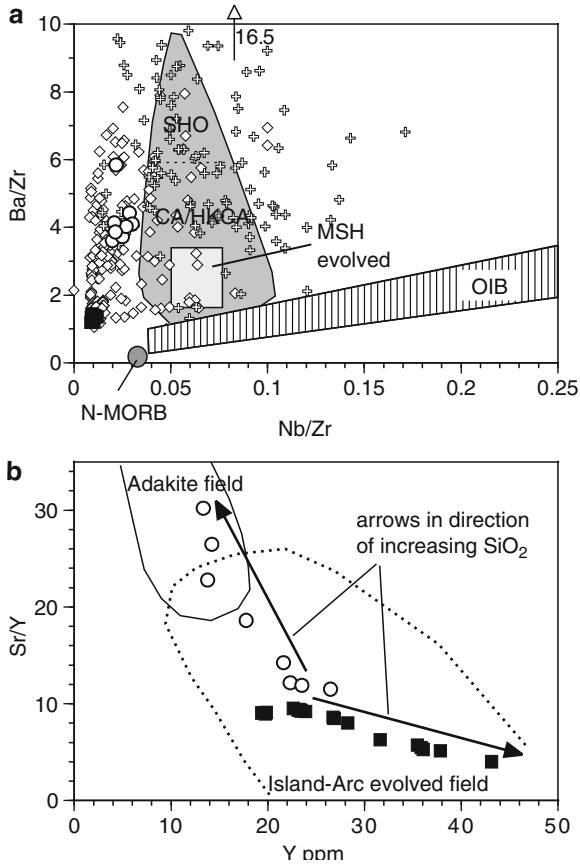 a
16.5
10
8
6
4
2
0
Ba/Zr
SHO
CA/HKCA
MSH
evolved
OIB
0
0.05
0.10
0.15
0.20
0.25
N-MORB
Nb/Zr
b
Adakite field
arrows in direction
of increasing SiO₂
30
20
10
0
Sr/Y
Island-Arc evolved field
0
10
20
30
40
50
Y ppm